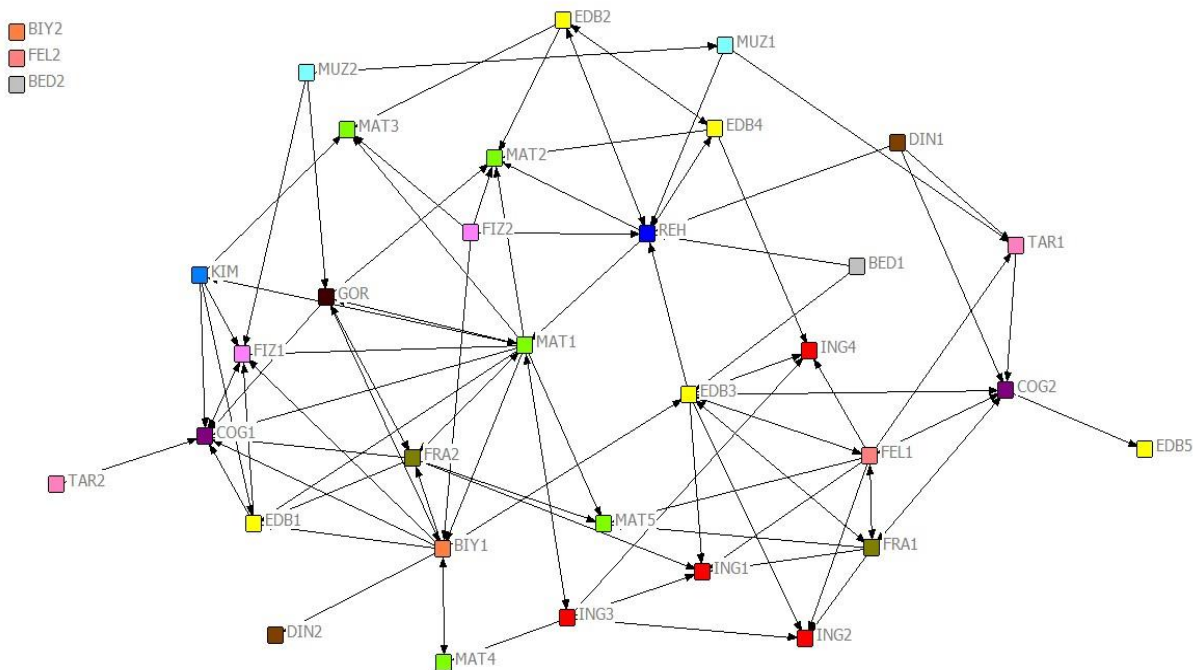 BIY2
FEL2
BED2
EDB2
MUZ1
MUZ2
MAT3
EDB4
DIN1
MAT2
FIZ2
REH
TAR1
BED1
KIM
GOR
MAT1
ING4
FIZ1
EDB3
COG2
COG1
FRA2
FEL1
EDB5
TAR2
EDB1
MAT5
BIY1
FRA1
ING1
ING3
DIN2
ING2
MAT4